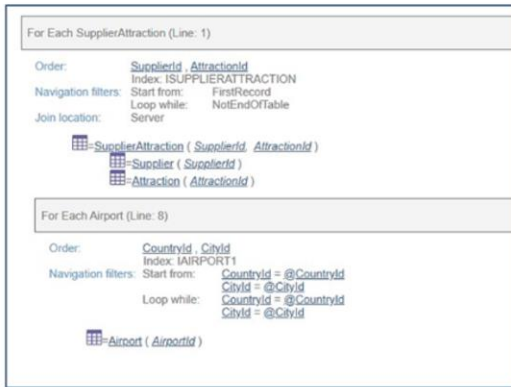 For Each SupplierAttraction (Line: 1)
Order: SupplierId , AttractionId
Index: ISUPPLIERATTRACTION
Navigation filters: Start from: FirstRecord
Loop while: NotEndOfTable
Join location: Server
=SupplierAttraction ( SupplierId, AttractionId )
=Supplier ( SupplierId )
=Attraction ( AttractionId )
For Each Airport (Line: 8)
Order: CountryId , CityId
Index: IAIRPORT1
Navigation filters: Start from: CountryId = @CountryId
CityId = @CityId
Loop while: CountryId = @CountryId
CityId = @CityId
=Airport ( AirportId )